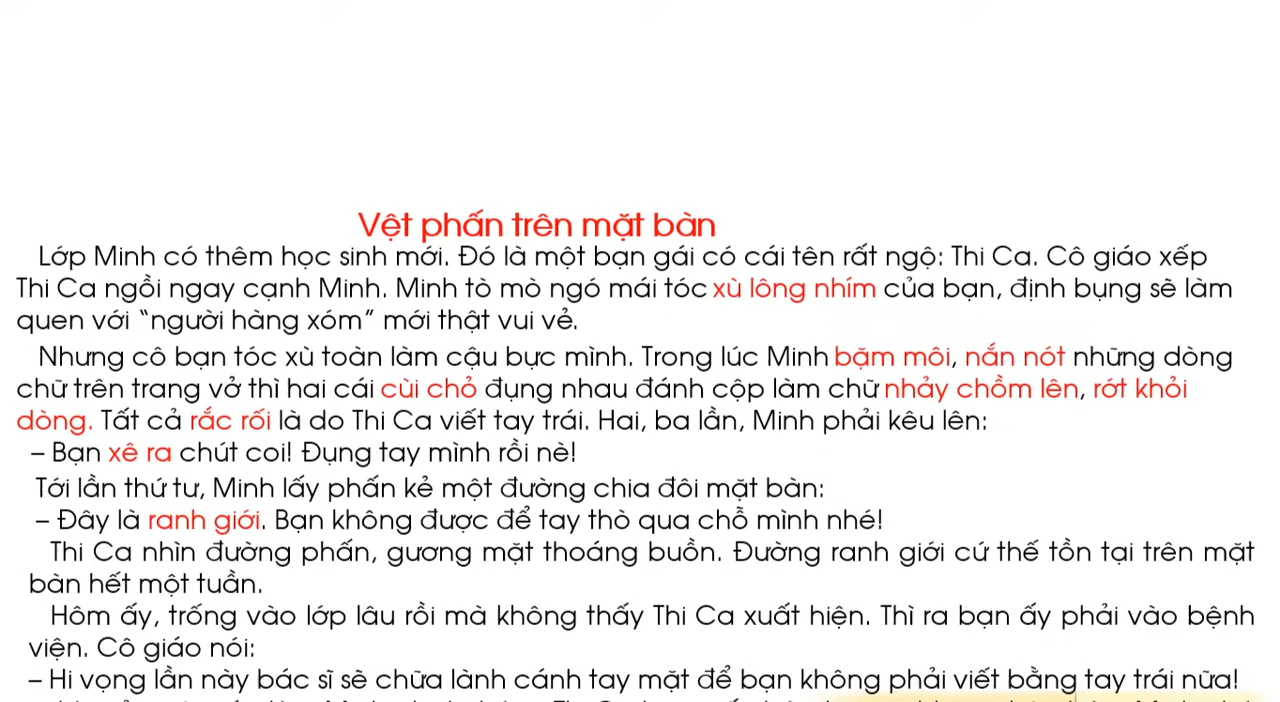 Vệt phấn trên mặt bàn
Lớp Minh có thêm học sinh mới. Đó là một bạn gái có cái tên rất ngộ: Thi Ca. Cô giáo xếp
Thi Ca ngồi ngay cạnh Minh. Minh tò mò ngó mái tóc xù lông nhím của bạn, định bụng sẽ làm
quen với “người hàng xóm” mới thật vui vẻ.
Nhưng cô bạn tóc xù toàn làm cậu bực mình. Trong lúc Minh bặm môi, nắn nót những dòng
chữ trên trang vở thì hai cái cùi chỏ đụng nhau đánh cộp làm chữ nhảy chồm lên, rớt khỏi
dòng. Tất cả rắc rối là do Thi Ca viết tay trái. Hai, ba lần, Minh phải kêu lên:
– Bạn xê ra chút coi! Đụng tay mình rồi nè!
Tới lần thứ tư, Minh lấy phấn kẻ một đường chia đôi mặt bàn:
– Đây là ranh giới. Bạn không được để tay thò qua chỗ mình nhé!
Thi Ca nhìn đường phấn, gương mặt thoáng buồn. Đường ranh giới cứ thế tồn tại trên mặt
bàn hết một tuần.
Hôm ấy, trống vào lớp lâu rồi mà không thấy Thi Ca xuất hiện. Thì ra bạn ấy phải vào bệnh
viện. Cô giáo nói:
– Hi vọng lần này bác sĩ sẽ chữa lành cánh tay mặt để bạn không phải viết bằng tay trái nữa!